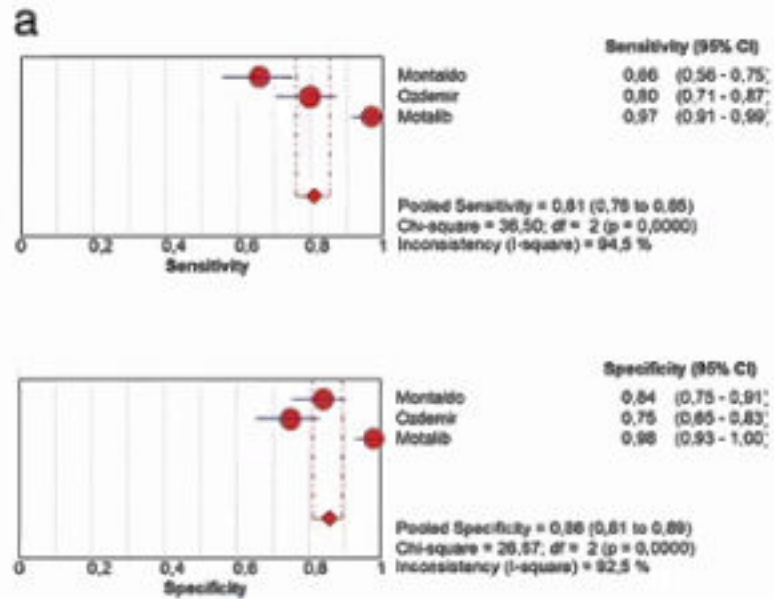 a
Sensitivity (95% CI)
Montaldo 0,66 (0,56 - 0,75)
Ozdemir 0,80 (0,71 - 0,87)
Motalib 0,97 (0,91 - 0,99)
Pooled Sensitivity = 0,81 (0,76 to 0,85)
Chi-square = 36,50; df = 2 (p = 0,0000)
Inconsistency (I-square) = 94,5 %
0 0,2 0,4 0,6 0,8 1
Sensitivity
Specificity (95% CI)
Montaldo 0,84 (0,75 - 0,91)
Ozdemir 0,75 (0,65 - 0,83)
Motalib 0,98 (0,93 - 1,00)
Pooled Specificity = 0,86 (0,81 to 0,89)
Chi-square = 26,57; df = 2 (p = 0,0000)
Inconsistency (I-square) = 92,5 %
0 0,2 0,4 0,6 0,8 1
Specificity